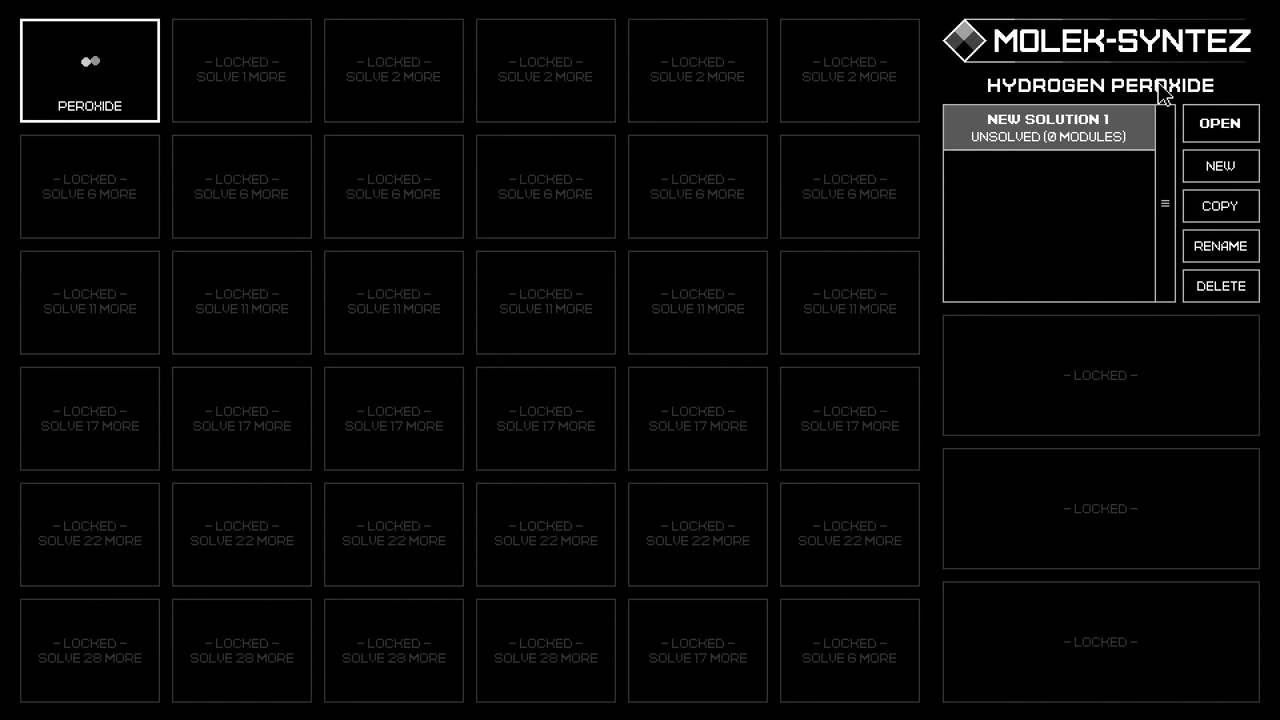 MOLEK-SYNTEZ
HYDROGEN PEROXIDE
PEROXIDE
- LOCKED -
SOLVE 1 MORE
- LOCKED -
SOLVE 2 MORE
- LOCKED -
SOLVE 2 MORE
- LOCKED -
SOLVE 2 MORE
- LOCKED -
SOLVE 2 MORE
- LOCKED -
SOLVE 6 MORE
- LOCKED -
SOLVE 6 MORE
- LOCKED -
SOLVE 6 MORE
- LOCKED -
SOLVE 6 MORE
- LOCKED -
SOLVE 6 MORE
- LOCKED -
SOLVE 6 MORE
- LOCKED -
SOLVE 11 MORE
- LOCKED -
SOLVE 11 MORE
- LOCKED -
SOLVE 11 MORE
- LOCKED -
SOLVE 11 MORE
- LOCKED -
SOLVE 11 MORE
- LOCKED -
SOLVE 11 MORE
- LOCKED -
SOLVE 17 MORE
- LOCKED -
SOLVE 17 MORE
- LOCKED -
SOLVE 17 MORE
- LOCKED -
SOLVE 17 MORE
- LOCKED -
SOLVE 17 MORE
- LOCKED -
SOLVE 17 MORE
- LOCKED -
SOLVE 22 MORE
- LOCKED -
SOLVE 22 MORE
- LOCKED -
SOLVE 22 MORE
- LOCKED -
SOLVE 22 MORE
- LOCKED -
SOLVE 22 MORE
- LOCKED -
SOLVE 22 MORE
- LOCKED -
SOLVE 28 MORE
- LOCKED -
SOLVE 28 MORE
- LOCKED -
SOLVE 28 MORE
- LOCKED -
SOLVE 28 MORE
- LOCKED -
SOLVE 17 MORE
- LOCKED -
SOLVE 6 MORE
NEW SOLUTION 1
UNSOLVED (0 MODULES)
OPEN
NEW
COPY
RENAME
DELETE
- LOCKED -
- LOCKED -
- LOCKED -